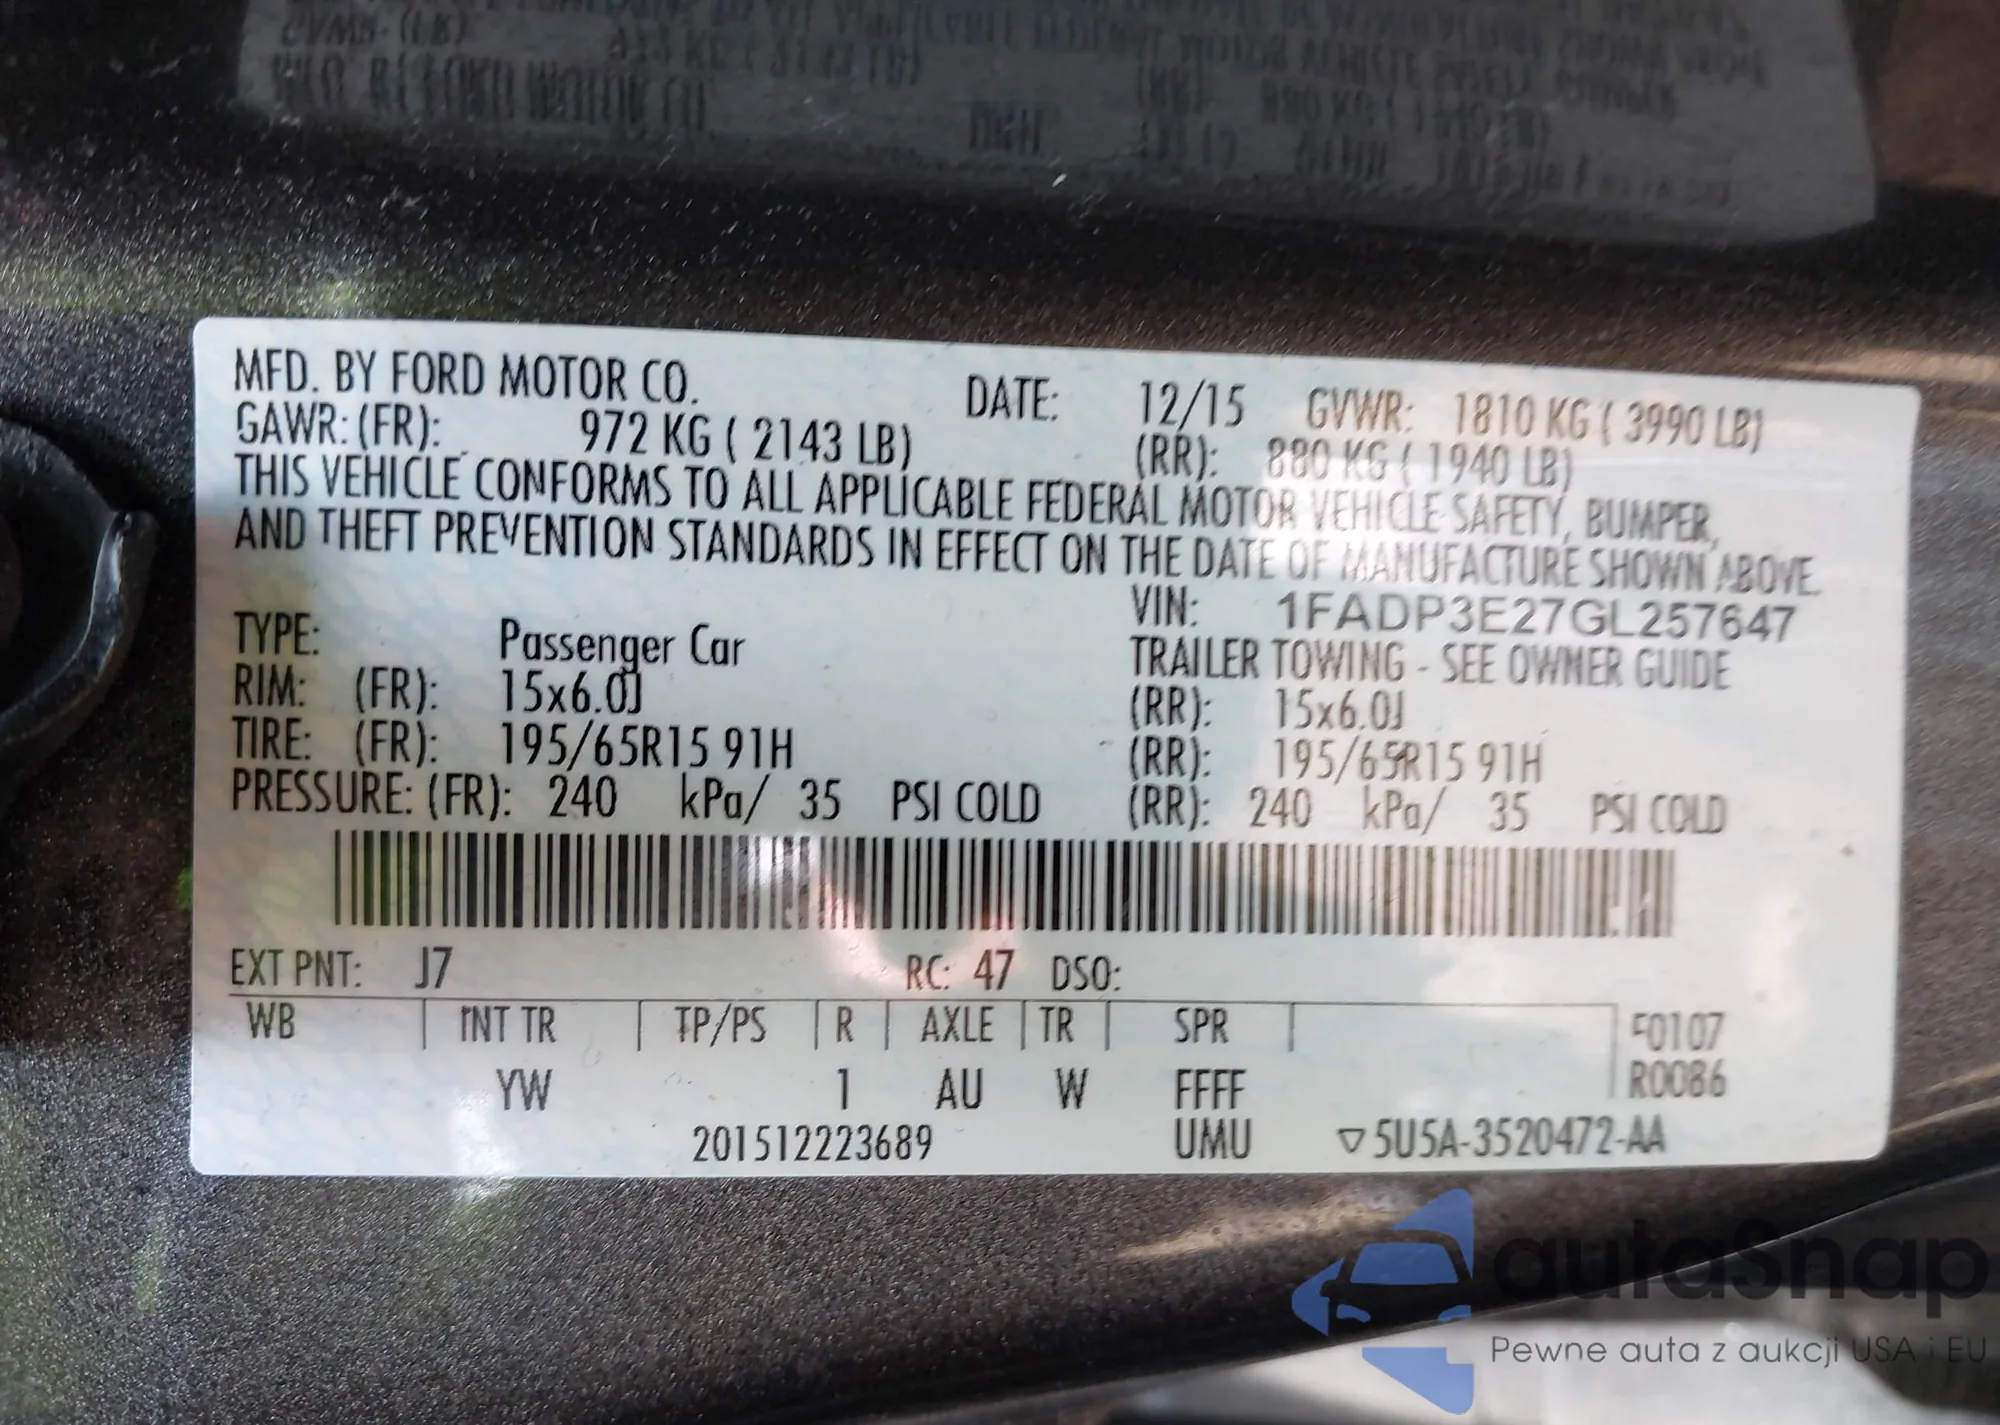 MFD. BY FORD MOTOR CO. DATE: 12/15 GVWR: 1810 KG ( 3990 LB)
GAWR: (FR): 972 KG ( 2143 LB) (RR): 880 KG ( 1940 LB)
THIS VEHICLE CONFORMS TO ALL APPLICABLE FEDERAL MOTOR VEHICLE SAFETY, BUMPER,
AND THEFT PREVENTION STANDARDS IN EFFECT ON THE DATE OF MANUFACTURE SHOWN ABOVE.
VIN: 1FADP3E27GL257647
TYPE: Passenger Car TRAILER TOWING - SEE OWNER GUIDE
RIM: (FR): 15x6.0J (RR): 15x6.0J
TIRE: (FR): 195/65R15 91H (RR): 195/65R15 91H
PRESSURE: (FR): 240 kPa/ 35 PSI COLD (RR): 240 kPa/ 35 PSI COLD
EXT PNT: J7 RC: 47 DSO:
WB INT TR TP/PS R AXLE TR SPR F0107
YW 1 AU W FFFF R0086
201512223689 UMU ▽5U5A-3520472-AA
autaSnap
Pewne auta z aukcji USA i EU